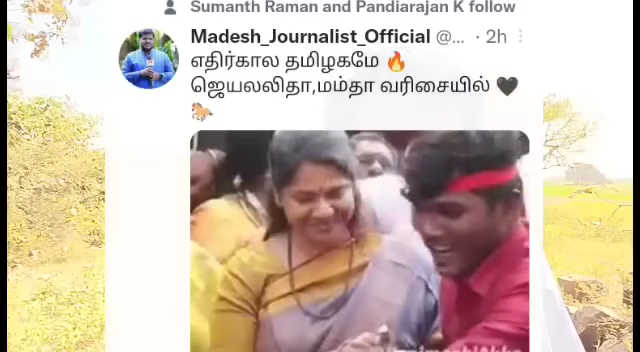 Sumanth Raman and Pandiarajan K follow
Madesh_Journalist_Official @... · 2h
எதிர்கால தமிழகமே 🔥
ஜெயலலிதா,மம்தா வரிசையில் 🖤
🐎